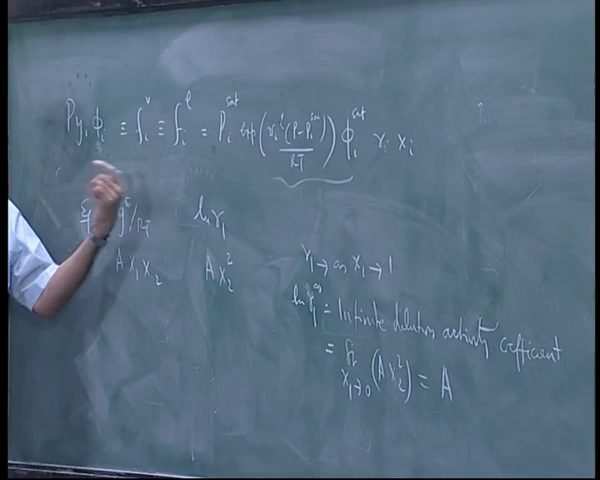 P y_i ϕ_i ≡ f_i^v ≡ f_i^l = P_i^sat exp(v_i^l (P-P_i^sat)/RT) ϕ_i^sat γ_i x_i
g^E/RT ln γ_1
A x_1 x_2 A x_2^2
γ_1 → as x_1 → 1
ln γ_1^∞ = Infinite dilution activity coefficient
= lt x_1→0 (A x_2^2) = A